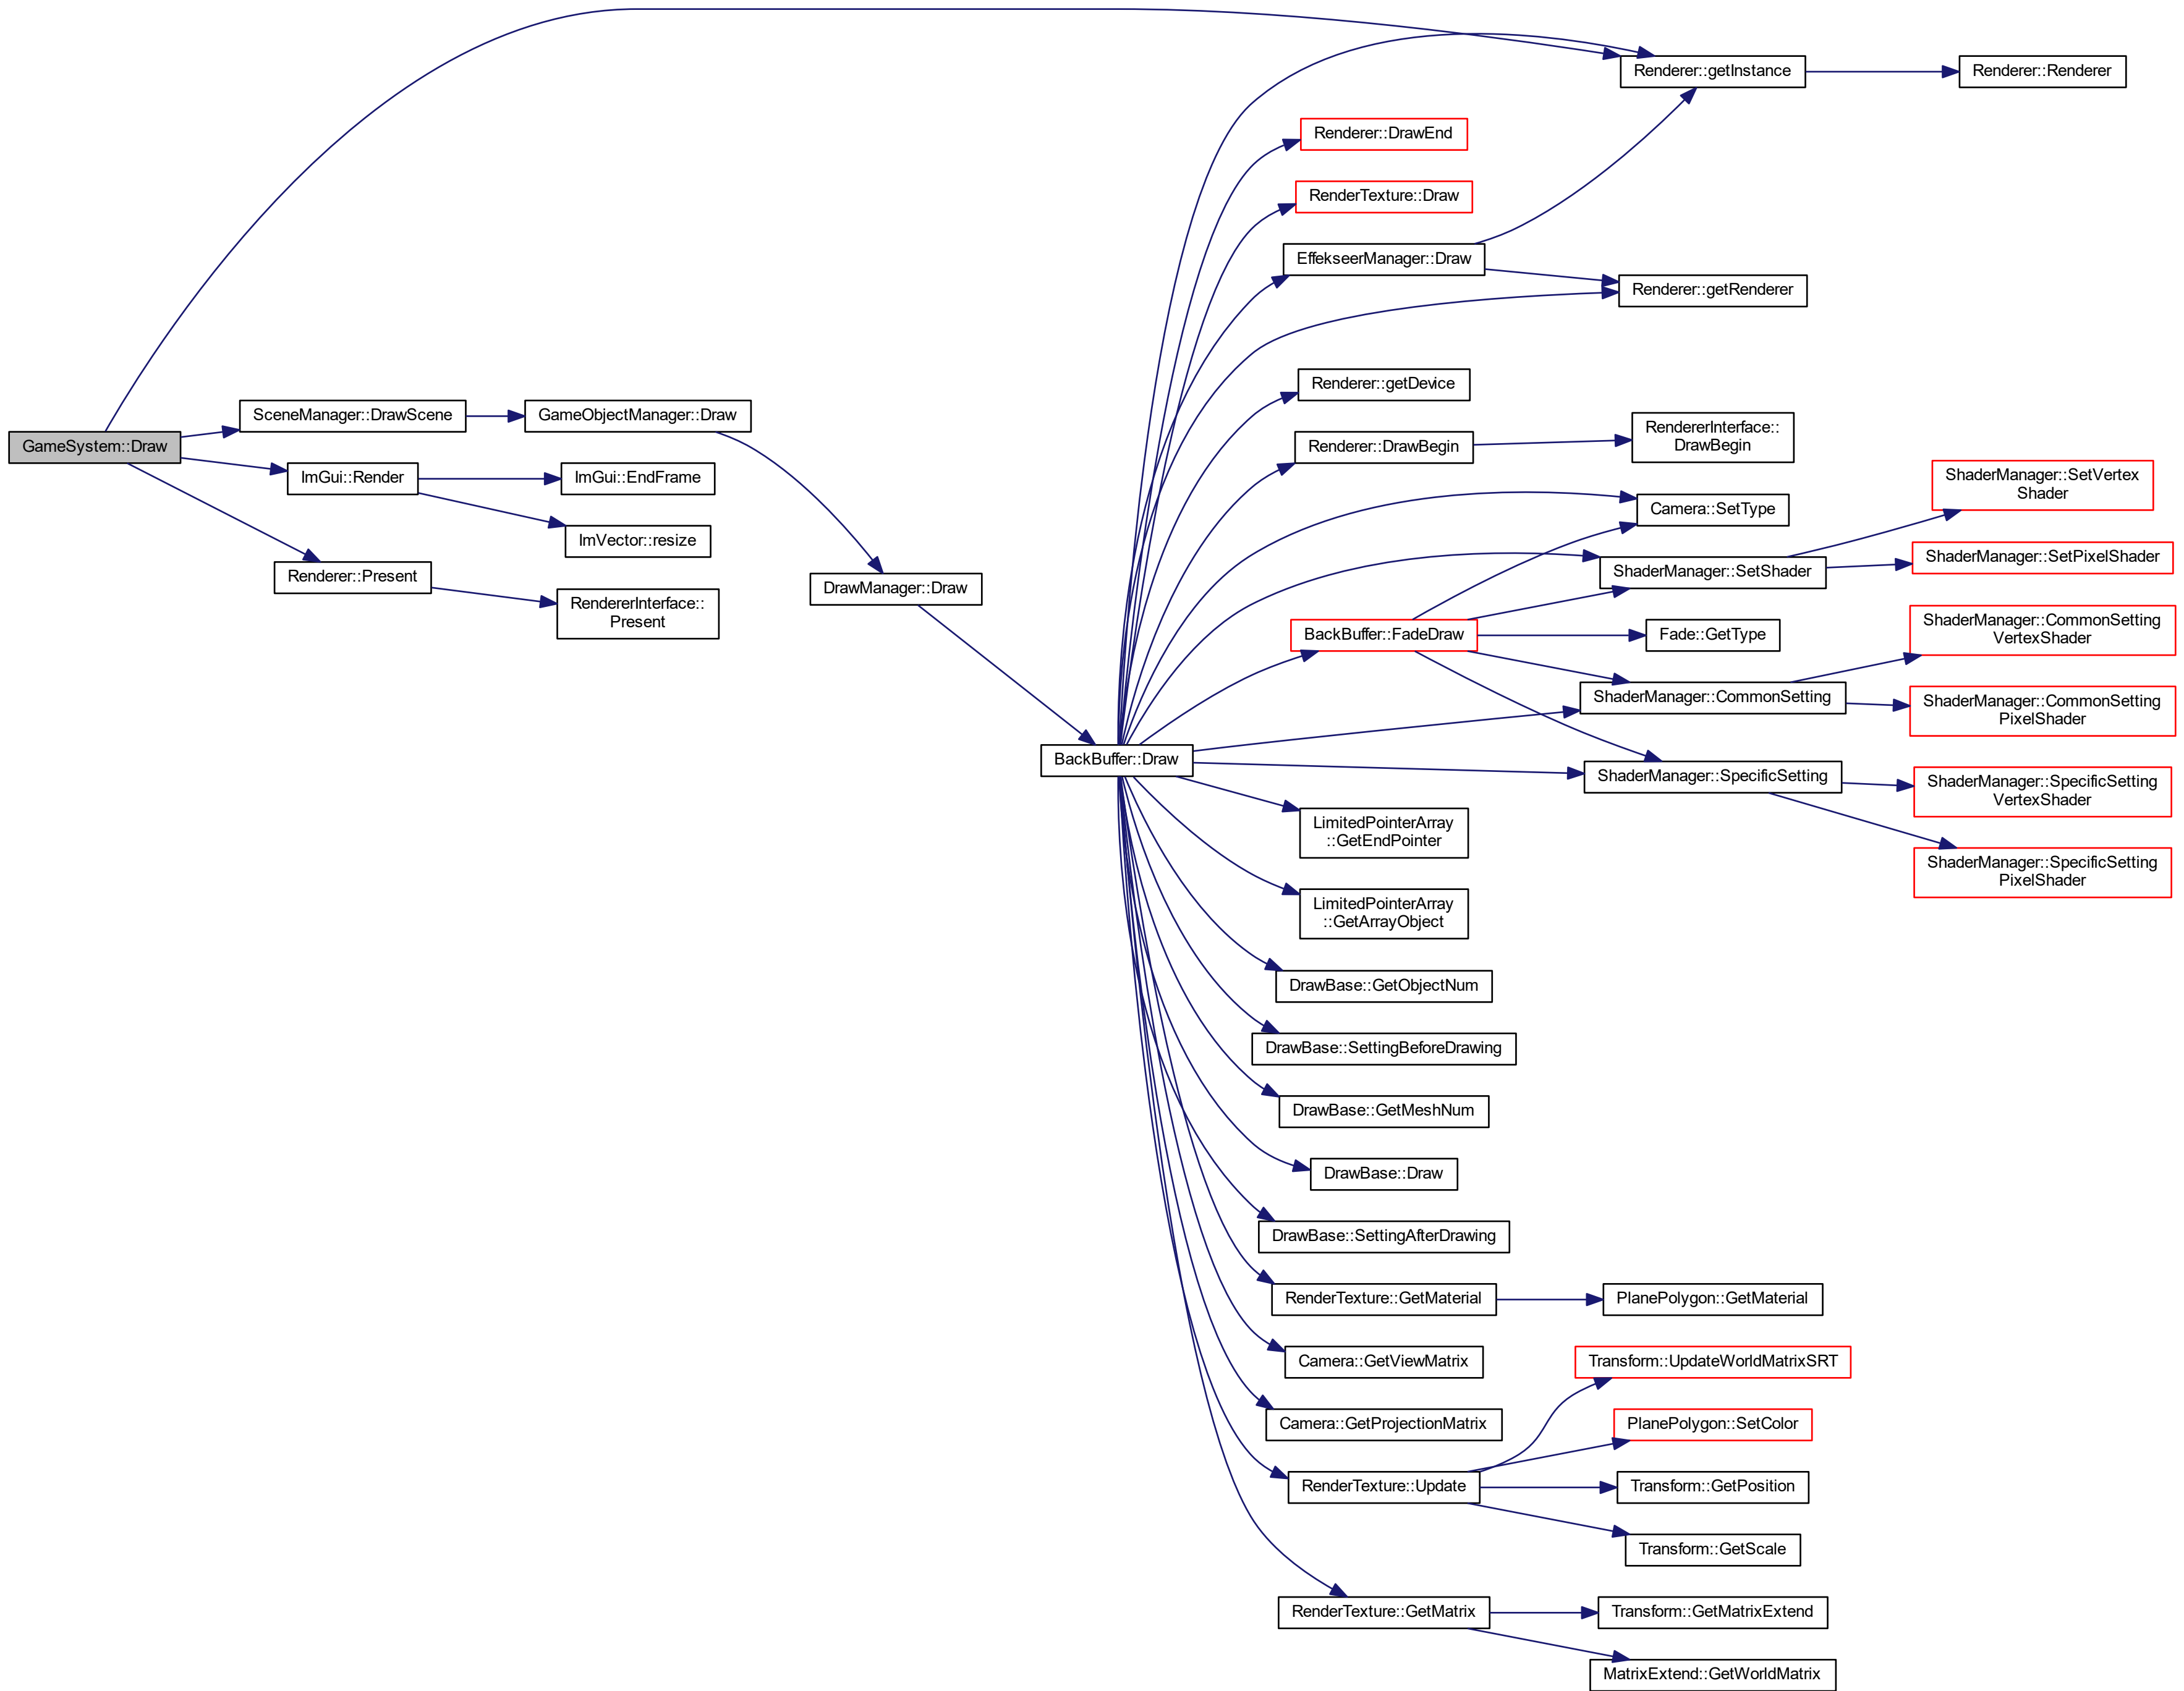 GameSystem::Draw
SceneManager::DrawScene
ImGui::Render
Renderer::Present
GameObjectManager::Draw
ImGui::EndFrame
ImVector::resize
RendererInterface::
Present
DrawManager::Draw
BackBuffer::Draw
Renderer::getInstance
Renderer::Renderer
Renderer::DrawEnd
RenderTexture::Draw
EffekseerManager::Draw
Renderer::getRenderer
Renderer::getDevice
Renderer::DrawBegin
RendererInterface::
DrawBegin
Camera::SetType
ShaderManager::SetShader
ShaderManager::SetVertex
Shader
ShaderManager::SetPixelShader
BackBuffer::FadeDraw
Fade::GetType
ShaderManager::CommonSetting
ShaderManager::CommonSetting
VertexShader
ShaderManager::CommonSetting
PixelShader
ShaderManager::SpecificSetting
ShaderManager::SpecificSetting
VertexShader
ShaderManager::SpecificSetting
PixelShader
LimitedPointerArray
::GetEndPointer
LimitedPointerArray
::GetArrayObject
DrawBase::GetObjectNum
DrawBase::SettingBeforeDrawing
DrawBase::GetMeshNum
DrawBase::Draw
DrawBase::SettingAfterDrawing
RenderTexture::GetMaterial
PlanePolygon::GetMaterial
Camera::GetViewMatrix
Camera::GetProjectionMatrix
RenderTexture::Update
Transform::UpdateWorldMatrixSRT
PlanePolygon::SetColor
Transform::GetPosition
Transform::GetScale
RenderTexture::GetMatrix
Transform::GetMatrixExtend
MatrixExtend::GetWorldMatrix